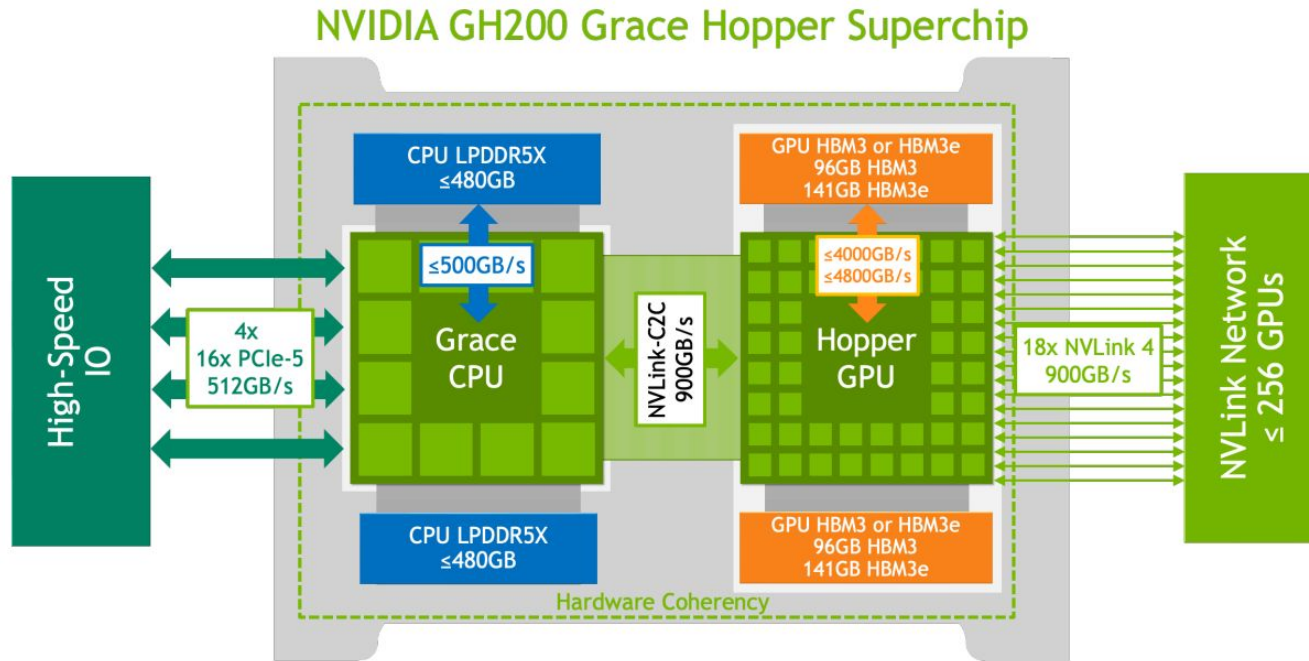 NVIDIA GH200 Grace Hopper Superchip
High-Speed
IO
4x
16x PCIe-5
512GB/s
CPU LPDDR5X
≤480GB
≤500GB/s
Grace
CPU
CPU LPDDR5X
≤480GB
NVLink-C2C
900GB/s
GPU HBM3 or HBM3e
96GB HBM3
141GB HBM3e
≤4000GB/s
≤4800GB/s
Hopper
GPU
GPU HBM3 or HBM3e
96GB HBM3
141GB HBM3e
18x NVLink 4
900GB/s
NVLink Network
≤ 256 GPUs
Hardware Coherency